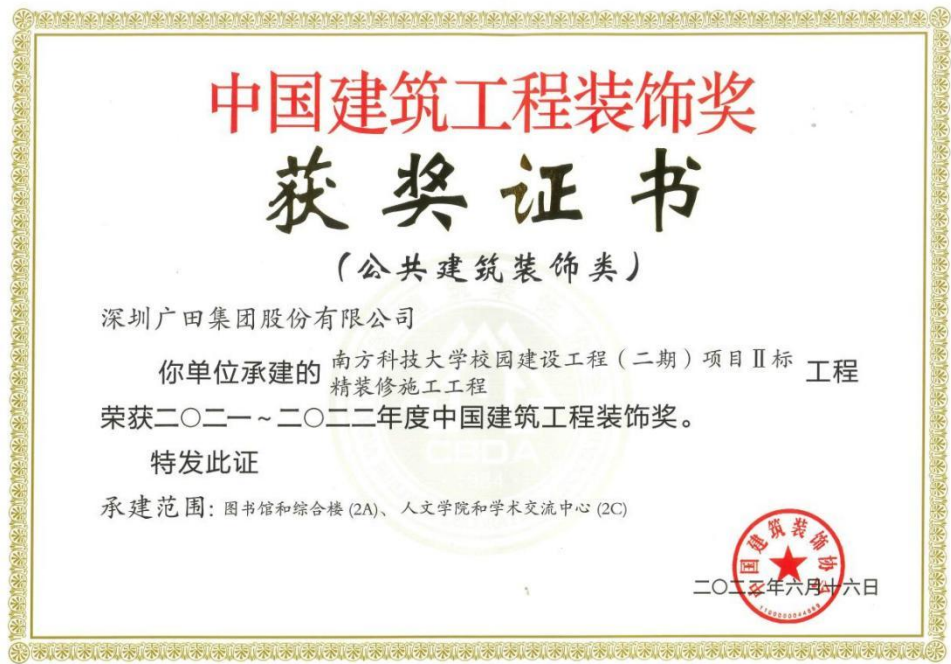 中国建筑工程装饰奖
获奖证书
（公共建筑装饰类）
深圳广田集团股份有限公司
你单位承建的 南方科技大学校园建设工程（二期）项目Ⅱ标
精装修施工工程 工程
荣获二〇二一~二〇二二年度中国建筑工程装饰奖。
特发此证
承建范围: 图书馆和综合楼 (2A)、人文学院和学术交流中心 (2C)
中国建筑装饰协会
二〇二三年六月十六日
CBDA